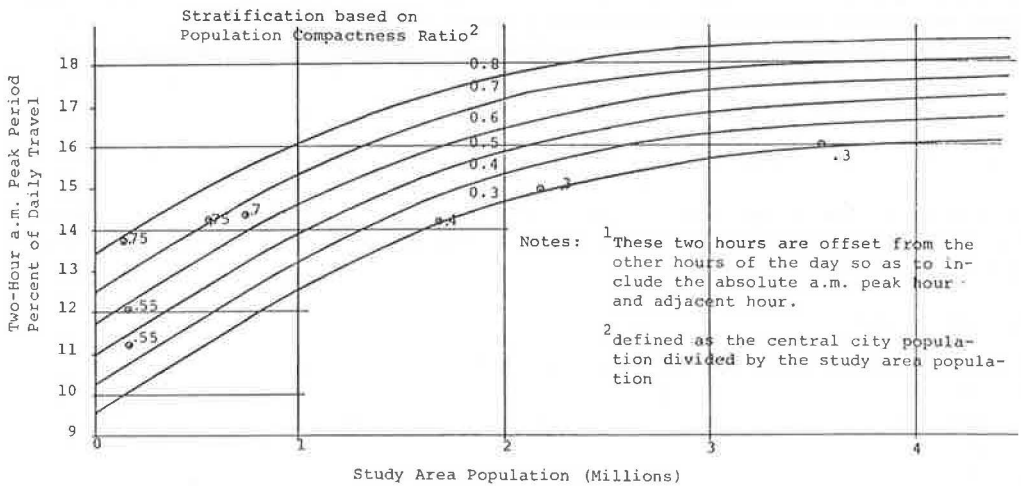 Stratification based on
Population Compactness Ratio2
Two-Hour a.m. Peak Period
Percent of Daily Travel
18
17
16
15
14
13
12
11
10
9
0.8
0.7
0.6
0.5
0.4
0.3
.75
.75
.7
.55
.55
.4
.3
.3
Notes: 1These two hours are offset from the
other hours of the day so as to in-
clude the absolute a.m. peak hour
and adjacent hour.
2defined as the central city popula-
tion divided by the study area popula-
tion
0 1 2 3 4
Study Area Population (Millions)